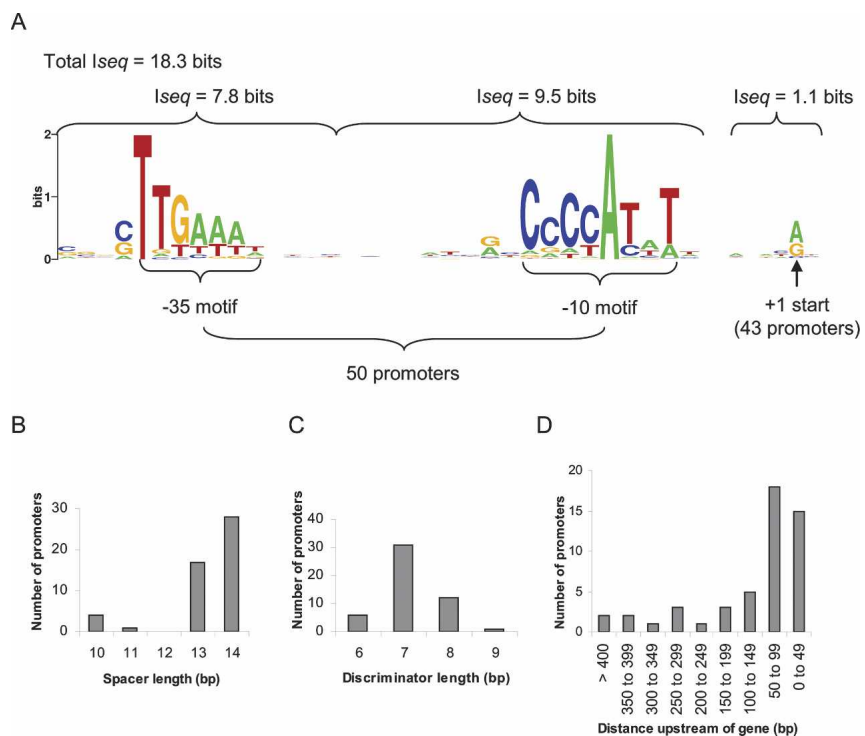 A
Total Iseq = 18.3 bits
Iseq = 7.8 bits
Iseq = 9.5 bits
Iseq = 1.1 bits
2
1
0
bits
C G T T G A A A
C C C C A T A T
A G
-35 motif
-10 motif
+1 start
(43 promoters)
50 promoters
B
Number of promoters
30
20
10
0
10 11 12 13 14
Spacer length (bp)
C
Number of promoters
40
30
20
10
0
6 7 8 9
Discriminator length (bp)
D
Number of promoters
20
15
10
5
0
> 400
350 to 399
300 to 349
250 to 299
200 to 249
150 to 199
100 to 149
50 to 99
0 to 49
Distance upstream of gene (bp)